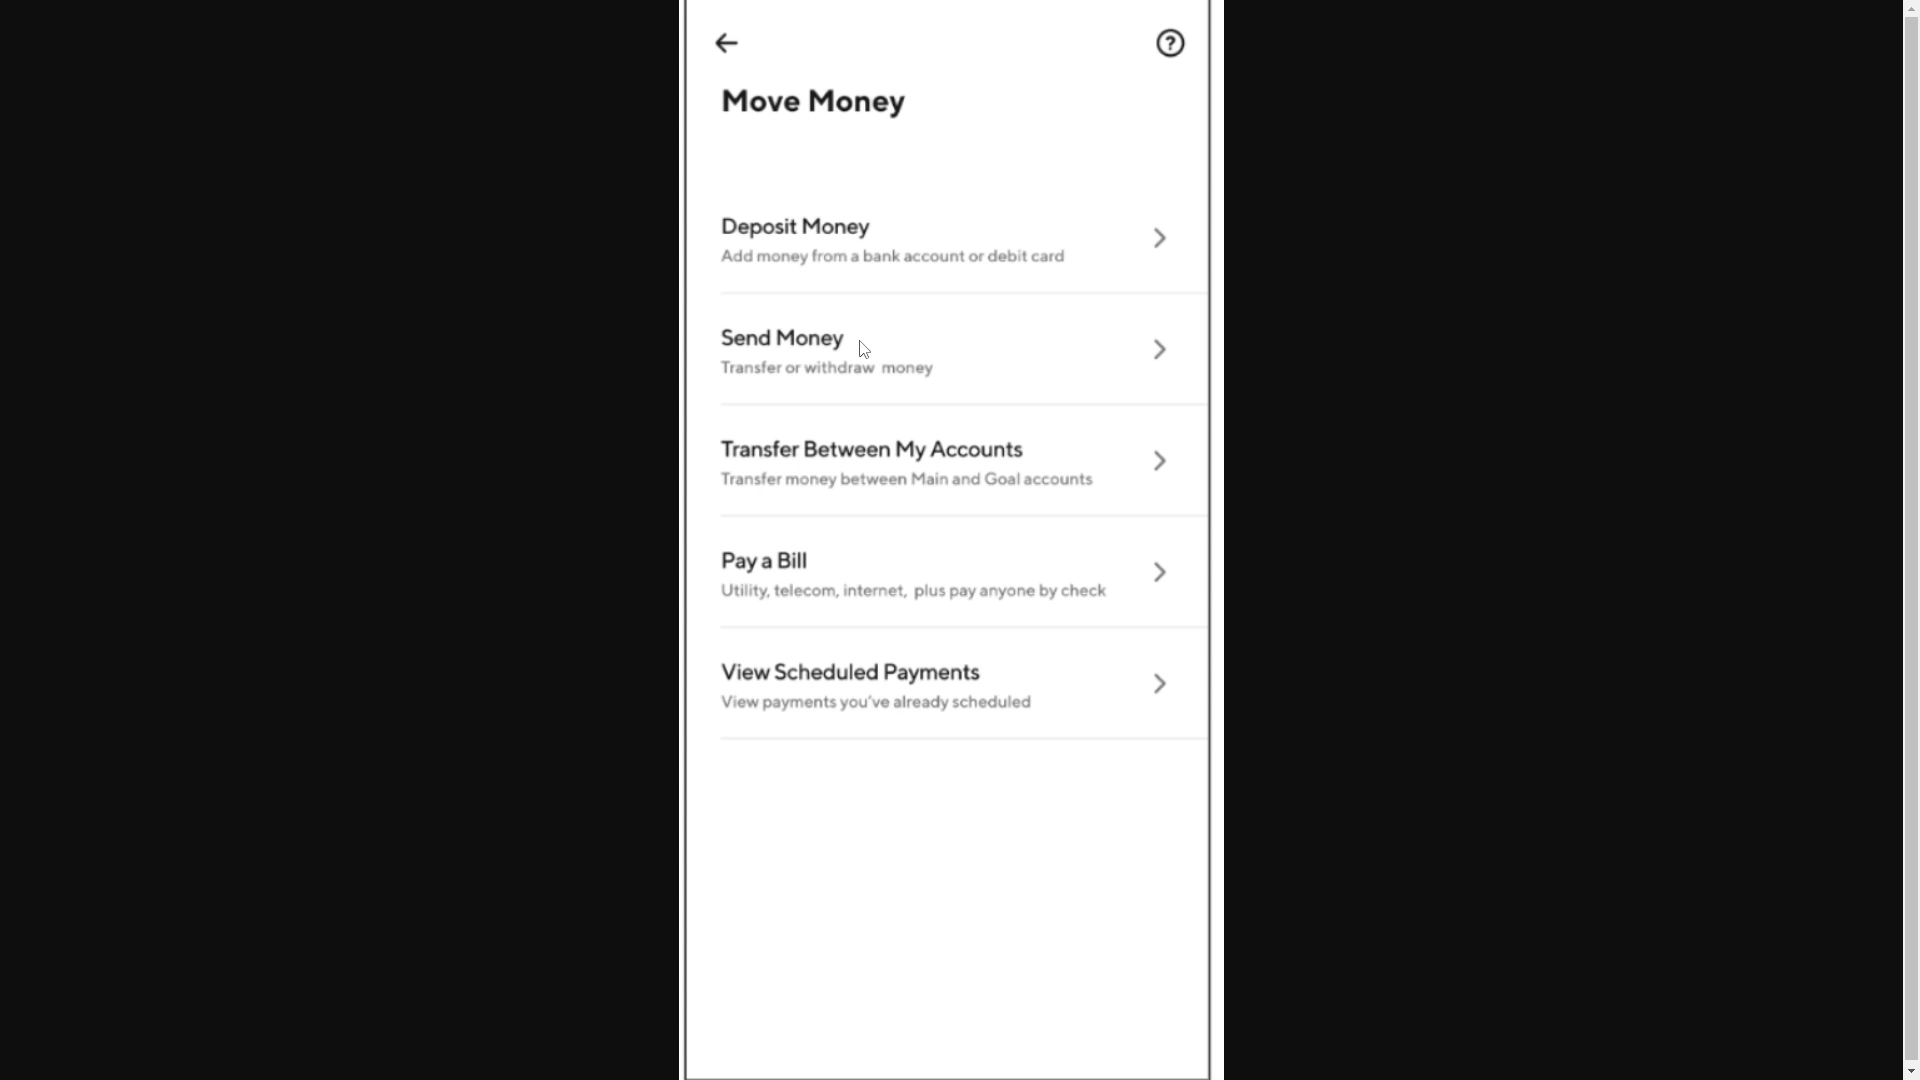 Move Money
Deposit Money
Add money from a bank account or debit card
Send Money
Transfer or withdraw money
Transfer Between My Accounts
Transfer money between Main and Goal accounts
Pay a Bill
Utility, telecom, internet, plus pay anyone by check
View Scheduled Payments
View payments you've already scheduled